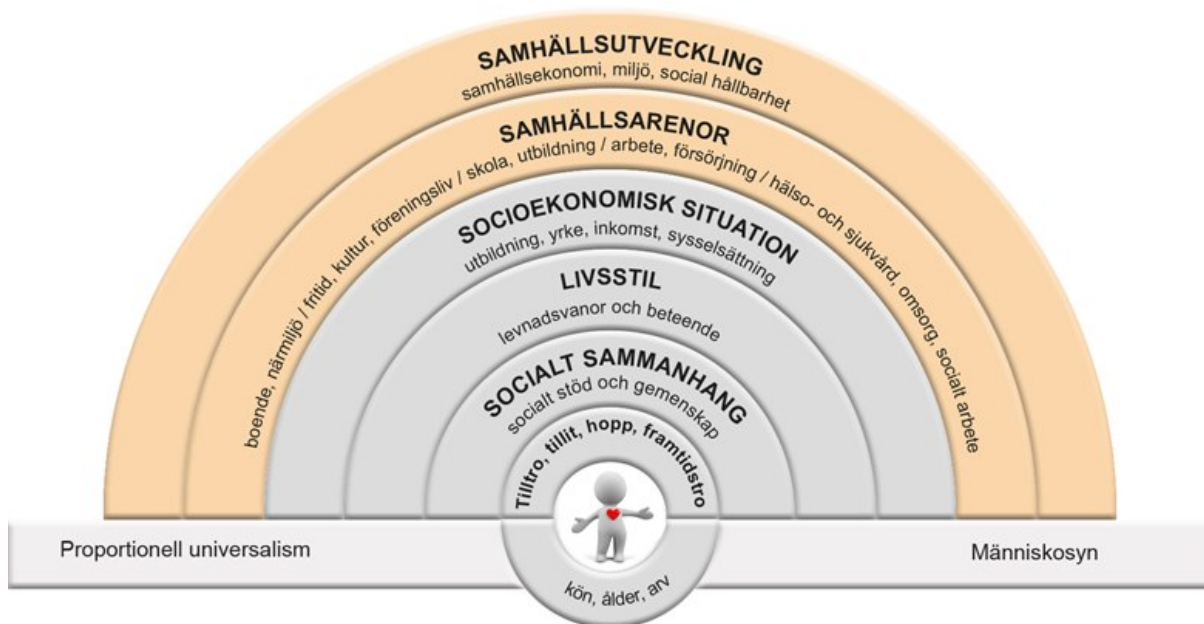 SAMHÄLLSUTVECKLING
samhällsekonomi, miljö, social hållbarhet
SAMHÄLLSARENOR
boende, närmiljö / fritid, kultur, föreningsliv / skola, utbildning / arbete, försörjning / hälso- och sjukvård, omsorg, socialt arbete
SOCIOEKONOMISK SITUATION
utbildning, yrke, inkomst, sysselsättning
LIVSSTIL
levnadsvanor och beteende
SOCIALT SAMMANHANG
socialt stöd och gemenskap
Tilltro, tillit, hopp, framtidstro
Proportionell universalism
Människosyn
kön, ålder, arv